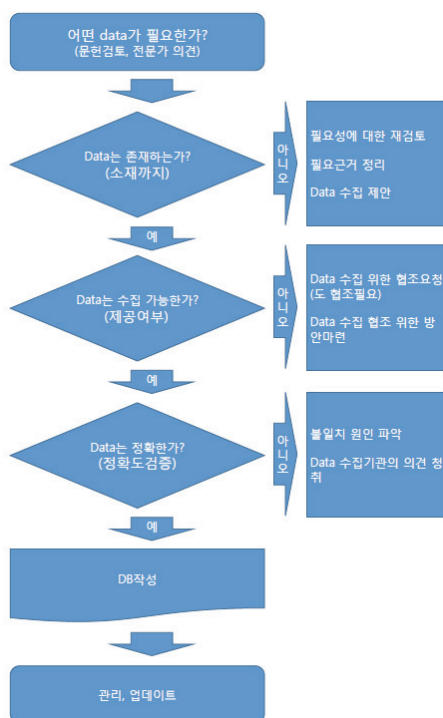 어떤 data가 필요한가?
(문헌검토, 전문가 의견)
Data는 존재하는가?
(소재까지)
아니오
필요성에 대한 재검토
필요근거 정리
Data 수집 제안
예
Data는 수집 가능한가?
(제공여부)
아니오
Data 수집 위한 협조요청
(도 협조필요)
Data 수집 협조 위한 방
안마련
예
Data는 정확한가?
(정확도검증)
아니오
불일치 원인 파악
Data 수집기관의 의견 청
취
예
DB작성
관리, 업데이트